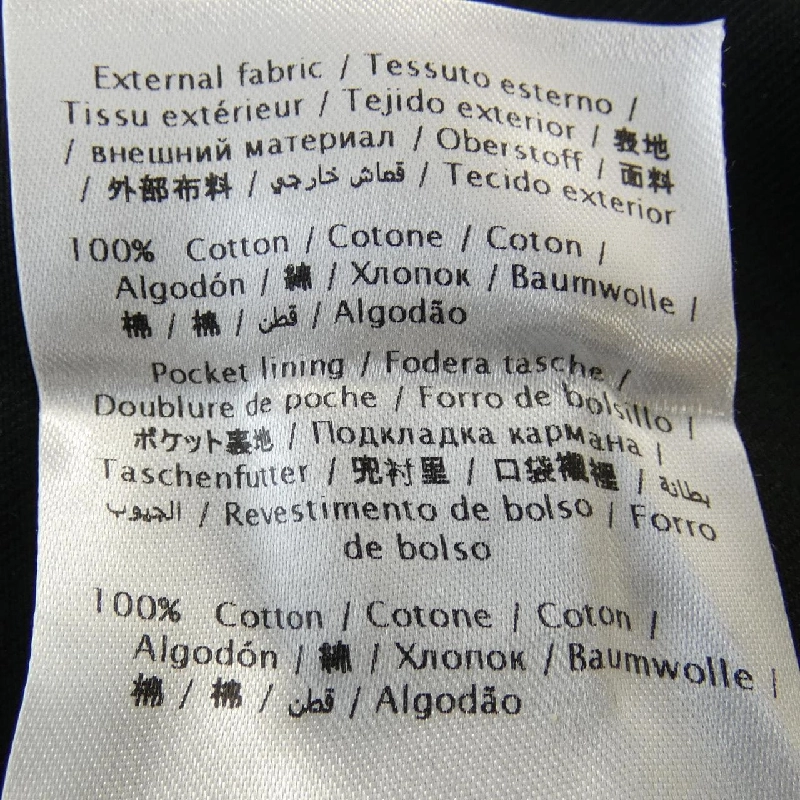 External fabric / Tessuto esterno /
Tissu extérieur / Tejido exterior / 表地
/ внешний материал / Oberstoff / 面料
/ 外部布料 / قماش خارجي / Tecido exterior
100% Cotton / Cotone / Coton /
Algodón / 綿 / Хлопок / Baumwolle /
棉 / 棉 / قطن / Algodão
Pocket lining / Fodera tasche /
Doublure de poche / Forro de bolsillo /
ポケット裏地 / Подкладка кармана /
Taschenfutter / 兜衬里 / 口袋襯裡 / بطانة
الجيوب / Revestimento de bolso / Forro
de bolso
100% Cotton / Cotone / Coton /
Algodón / 綿 / Хлопок / Baumwolle /
棉 / 棉 / قطن / Algodão